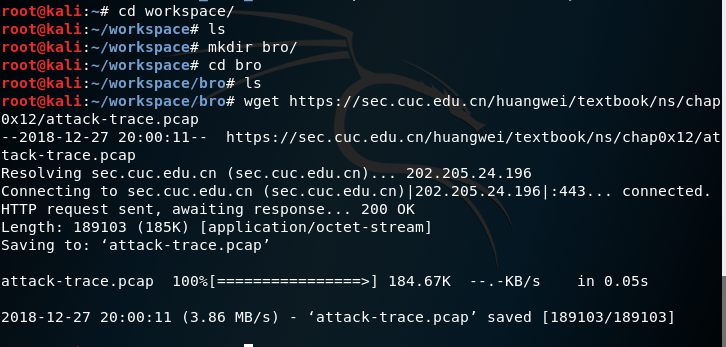 root@kali:~# cd workspace/
root@kali:~/workspace# ls
root@kali:~/workspace# mkdir bro/
root@kali:~/workspace# cd bro
root@kali:~/workspace/bro# ls
root@kali:~/workspace/bro# wget https://sec.cuc.edu.cn/huangwei/textbook/ns/chap
0x12/attack-trace.pcap
--2018-12-27 20:00:11--  https://sec.cuc.edu.cn/huangwei/textbook/ns/chap0x12/at
tack-trace.pcap
Resolving sec.cuc.edu.cn (sec.cuc.edu.cn)... 202.205.24.196
Connecting to sec.cuc.edu.cn (sec.cuc.edu.cn)|202.205.24.196|:443... connected.
HTTP request sent, awaiting response... 200 OK
Length: 189103 (185K) [application/octet-stream]
Saving to: ‘attack-trace.pcap’
attack-trace.pcap  100%[================>] 184.67K  --.-KB/s    in 0.05s
2018-12-27 20:00:11 (3.86 MB/s) - ‘attack-trace.pcap’ saved [189103/189103]